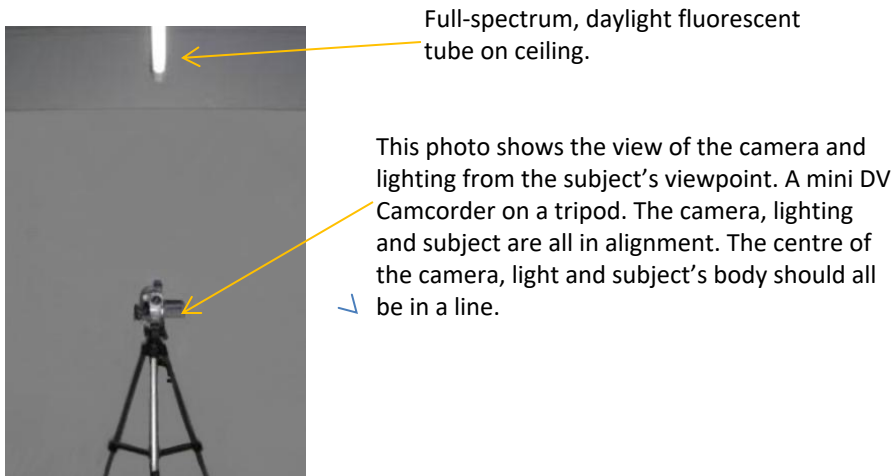 Full-spectrum, daylight fluorescent
tube on ceiling.
This photo shows the view of the camera and
lighting from the subject’s viewpoint. A mini DV
Camcorder on a tripod. The camera, lighting
and subject are all in alignment. The centre of
the camera, light and subject’s body should all
be in a line.